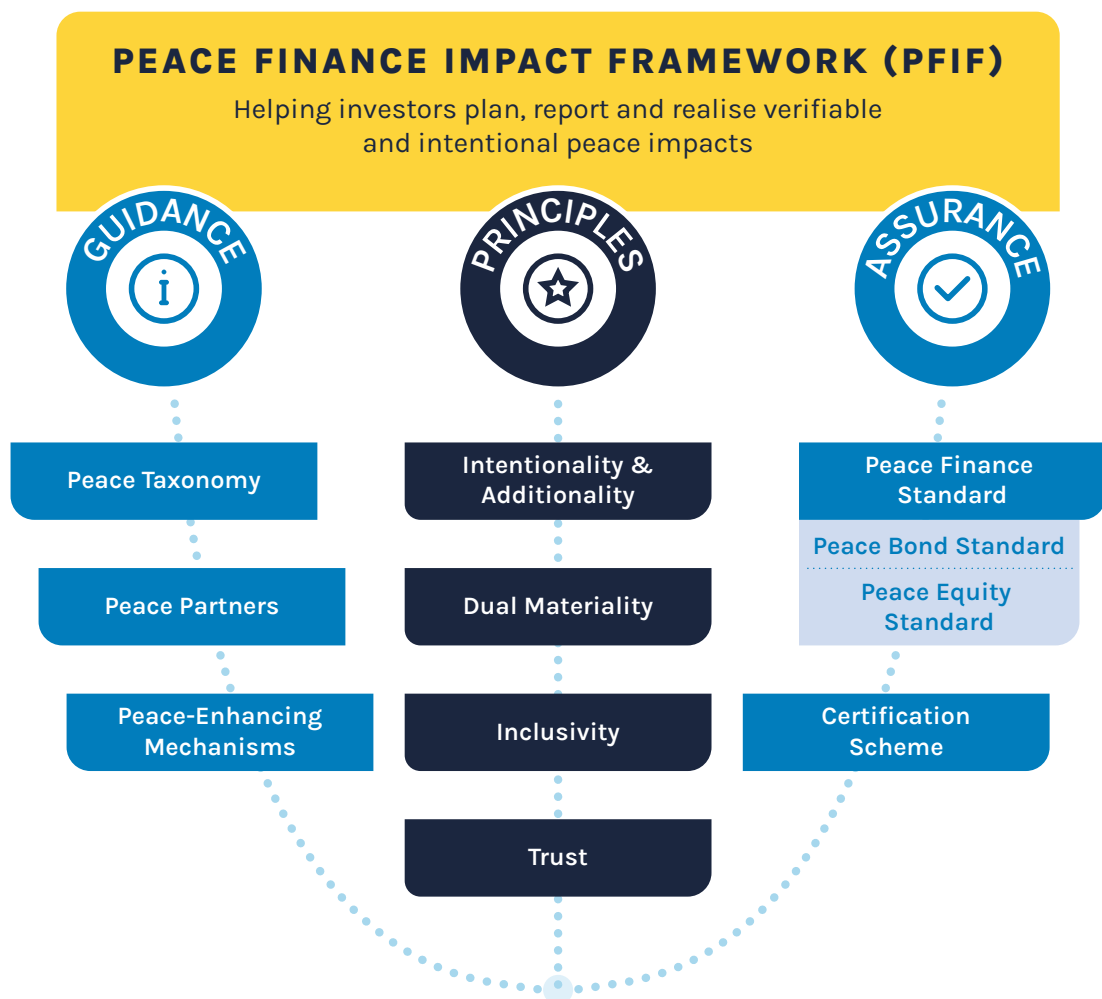 PEACE FINANCE IMPACT FRAMEWORK (PFIF)
Helping investors plan, report and realise verifiable
and intentional peace impacts
GUIDANCE
Peace Taxonomy
Peace Partners
Peace-Enhancing
Mechanisms
PRINCIPLES
Intentionality &
Additionality
Dual Materiality
Inclusivity
Trust
ASSURANCE
Peace Finance
Standard
Peace Bond Standard
Peace Equity
Standard
Certification
Scheme